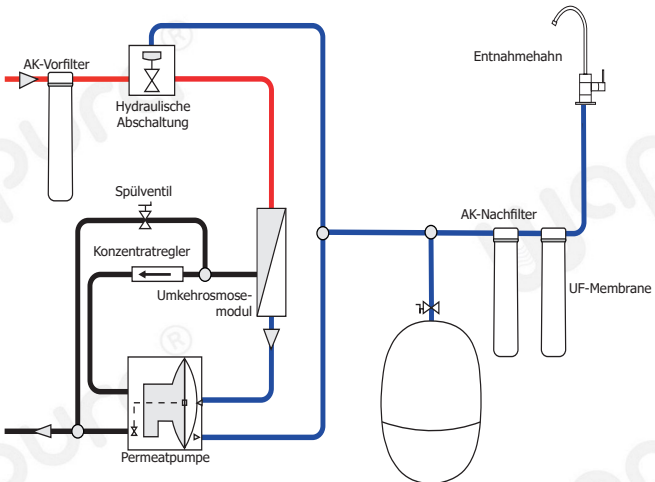 Entnahmehahn
AK-Vorfilter
Hydraulische
Abschaltung
Spülventil
AK-Nachfilter
Konzentratregler
Umkehrosmose-
modul
UF-Membrane
Permeatpumpe